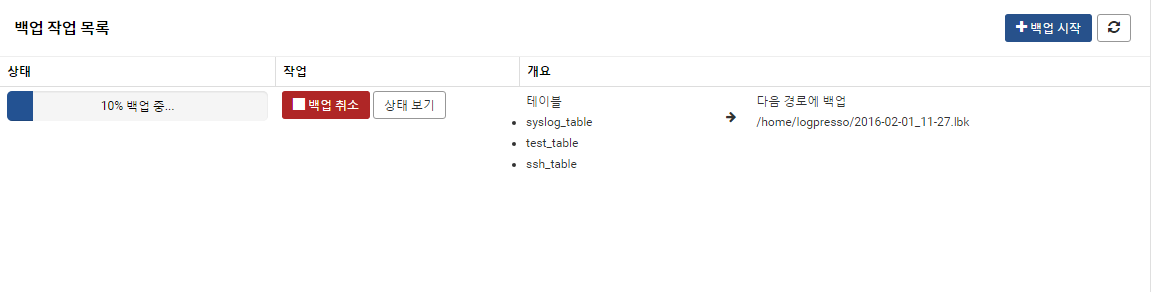 백업 작업 목록
백업 시작
상태 작업 개요
10% 백업 중...
백업 취소 상태 보기
테이블
syslog_table
test_table
ssh_table
다음 경로에 백업
/home/logpresso/2016-02-01_11-27.lbk